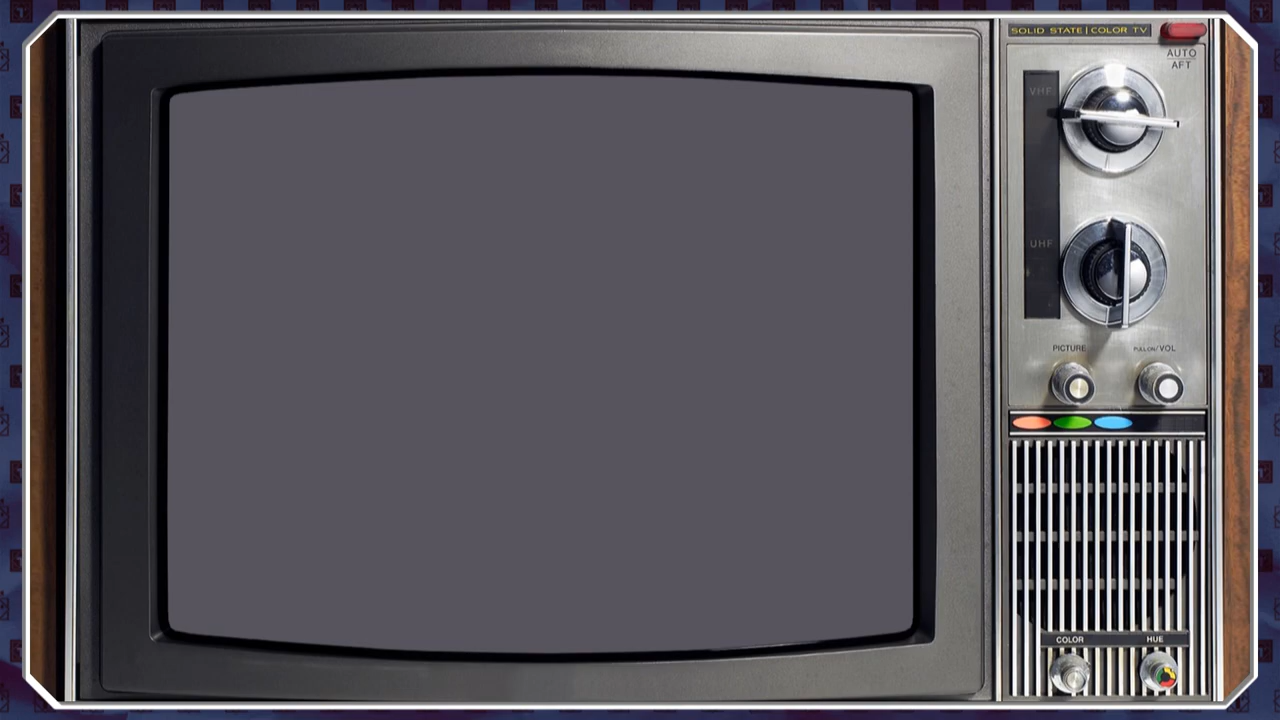 SOLID STATE | COLOR TV
AUTO
AFT
VHF
UHF
PICTURE
PULL ON/VOL
COLOR
HUE